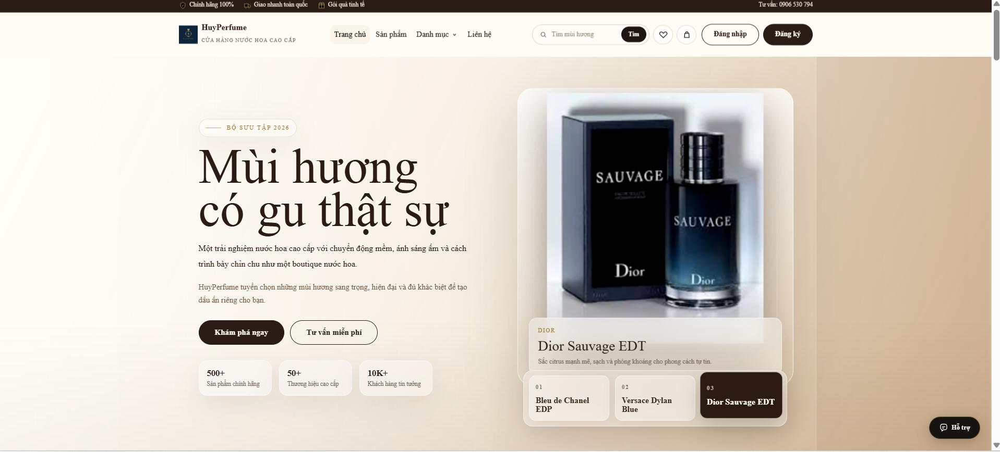 Chính hãng 100%
Giao nhanh toàn quốc
Gói quà tinh tế
Tư vấn: 0906 530 794
HuyPerfume
CỬA HÀNG NƯỚC HOA CAO CẤP
Trang chủ
Sản phẩm
Danh mục
Liên hệ
Tìm mùi hương
Tìm
Đăng nhập
Đăng ký
BỘ SƯU TẬP 2026
Mùi hương
có gu thật sự
Một trải nghiệm nước hoa cao cấp với chuyển động mềm, ánh sáng ấm và cách
trình bày chỉn chu như một boutique nước hoa.
HuyPerfume tuyển chọn những mùi hương sang trọng, hiện đại và đủ khác biệt để tạo
dấu ấn riêng cho bạn.
Khám phá ngay
Tư vấn miễn phí
500+
Sản phẩm chính hãng
50+
Thương hiệu cao cấp
10K+
Khách hàng tin tưởng
SAUVAGE
Dior
SAUVAGE
Dior
DIOR
Dior Sauvage EDT
Sắc citrus mạnh mẽ, sạch và phóng khoáng cho phong cách tự tin.
01
Bleu de Chanel
EDP
02
Versace Dylan
Blue
03
Dior Sauvage EDT
Hỗ trợ